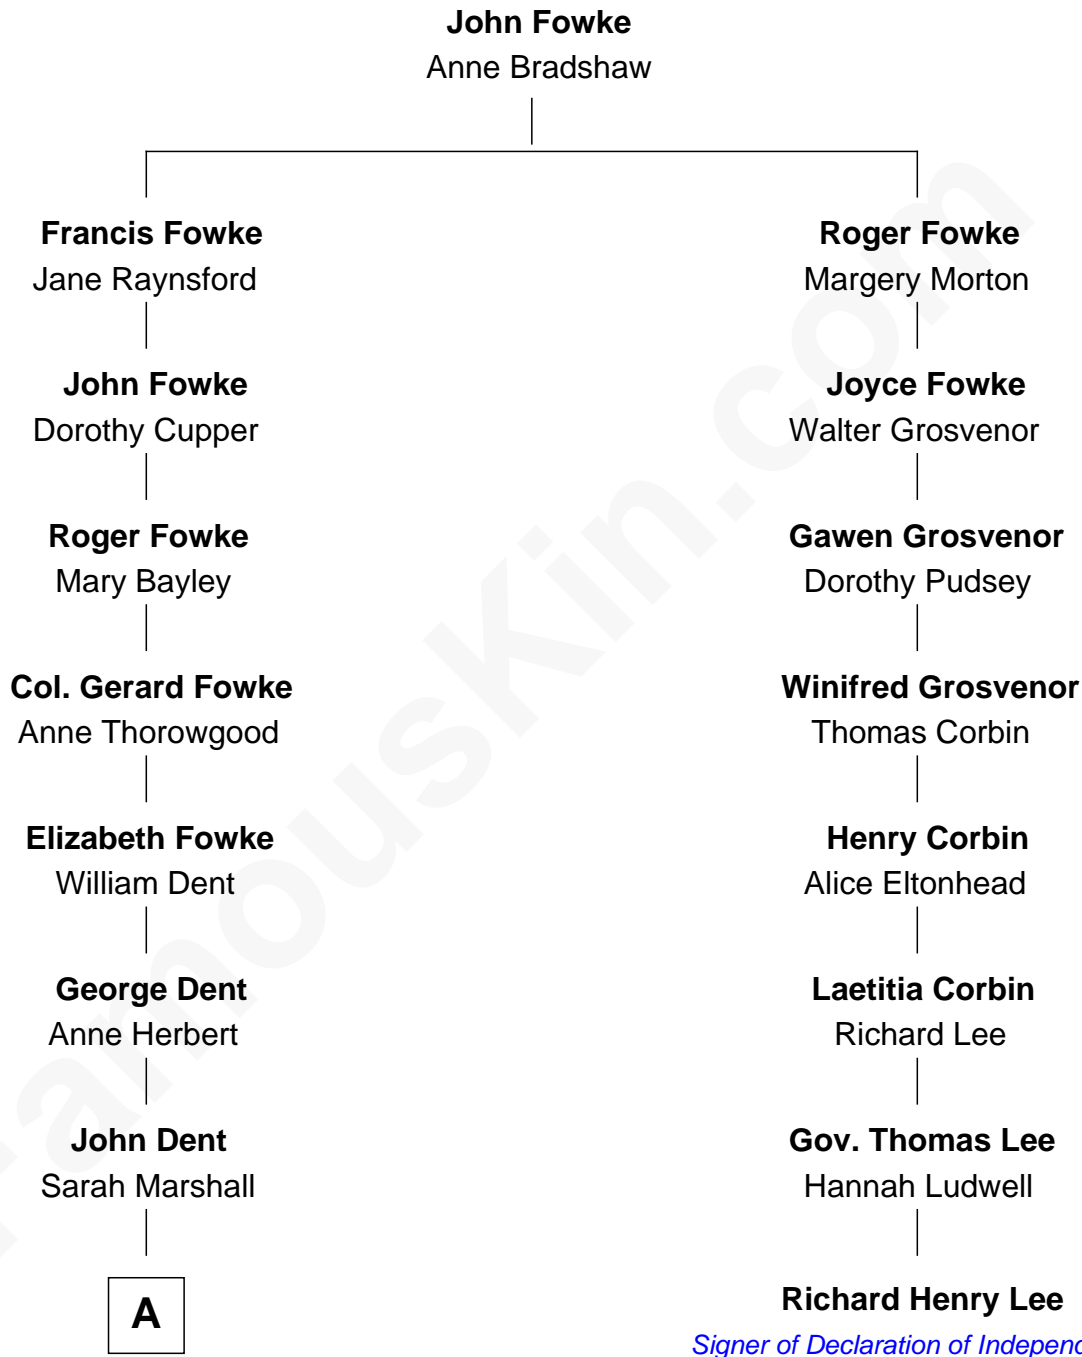 John Fowke
Anne Bradshaw
Francis Fowke
Jane Raynsford
Roger Fowke
Margery Morton
John Fowke
Dorothy Cupper
Joyce Fowke
Walter Grosvenor
Roger Fowke
Mary Bayley
Gawen Grosvenor
Dorothy Pudsey
Col. Gerard Fowke
Anne Thorowgood
Winifred Grosvenor
Thomas Corbin
Elizabeth Fowke
William Dent
Henry Corbin
Alice Eltonhead
George Dent
Anne Herbert
Laetitia Corbin
Richard Lee
John Dent
Sarah Marshall
Gov. Thomas Lee
Hannah Ludwell
A
Richard Henry Lee
Signer of Declaration of
FamousKin.com